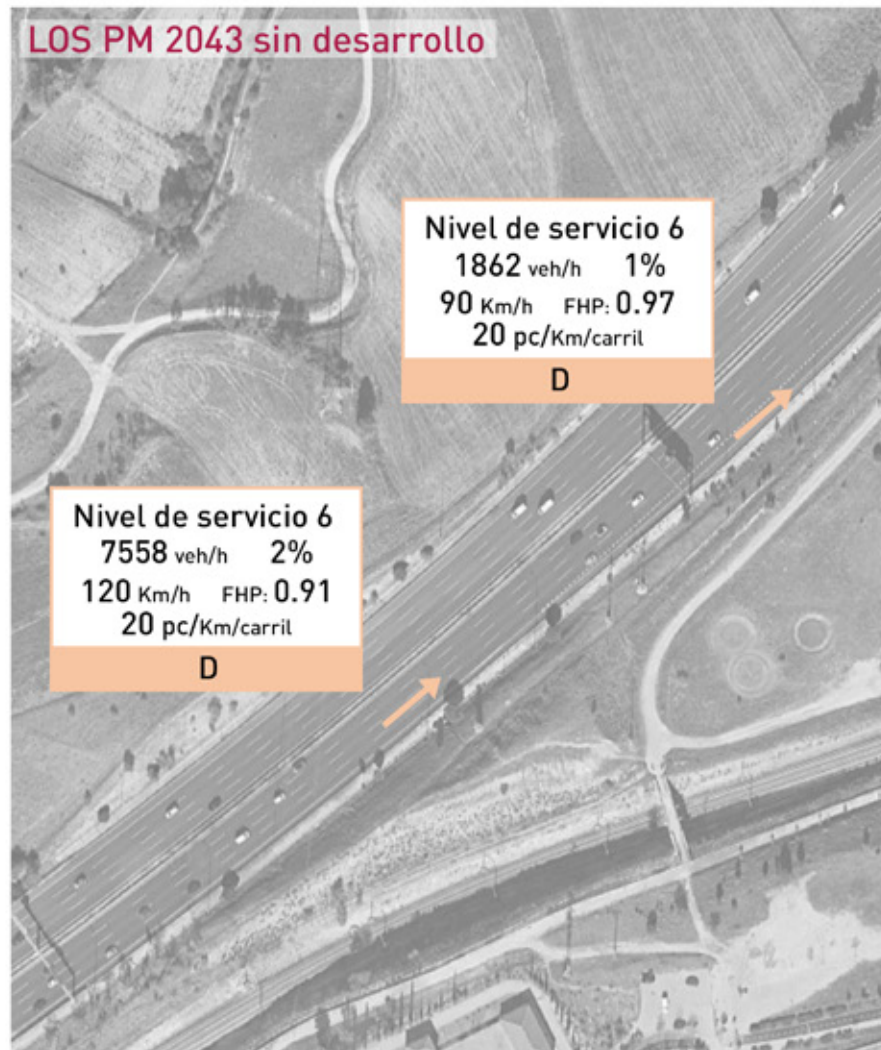 LOS PM 2043 sin desarrollo
Nivel de servicio 6
1862 veh/h 1%
90 Km/h FHP: 0.97
20 pc/Km/carril
D
Nivel de servicio 6
7558 veh/h 2%
120 Km/h FHP: 0.91
20 pc/Km/carril
D